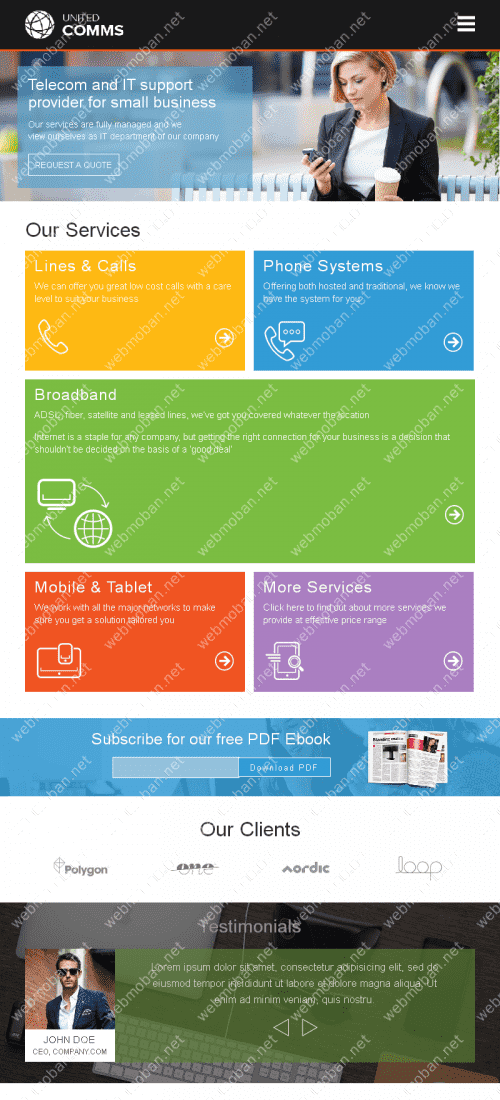 UNITED
COMMS
Telecom and IT support
provider for small business
Our services are fully managed and we
view ourselves as IT department of our company
REQUEST A QUOTE
Our Services
Lines & Calls
We can offer you great low cost calls with a care
level to suit your business
Phone Systems
Offering both hosted and traditional, we know we
have the system for you
Broadband
ADSL, fiber, satellite and leased lines, we've got you covered whatever the location
Internet is a staple for any company, but getting the right connection for your business is a decision that
shouldn't be decided on the basis of a 'good deal'
Mobile & Tablet
We work with all the major networks to make
sure you get a solution tailored you
More Services
Click here to find out about more services we
provide at effective price range
Subscribe for our free PDF Ebook
Download PDF
Our Clients
Polygon
one
nordic
loop
Testimonials
Lorem ipsum dolor sit amet, consectetur adipisicing elit, sed do
eiusmod tempor incididunt ut labore et dolore magna aliqua. Ut
enim ad minim veniam, quis nostru.
JOHN DOE
CEO, COMPANY.COM
webmoban.net